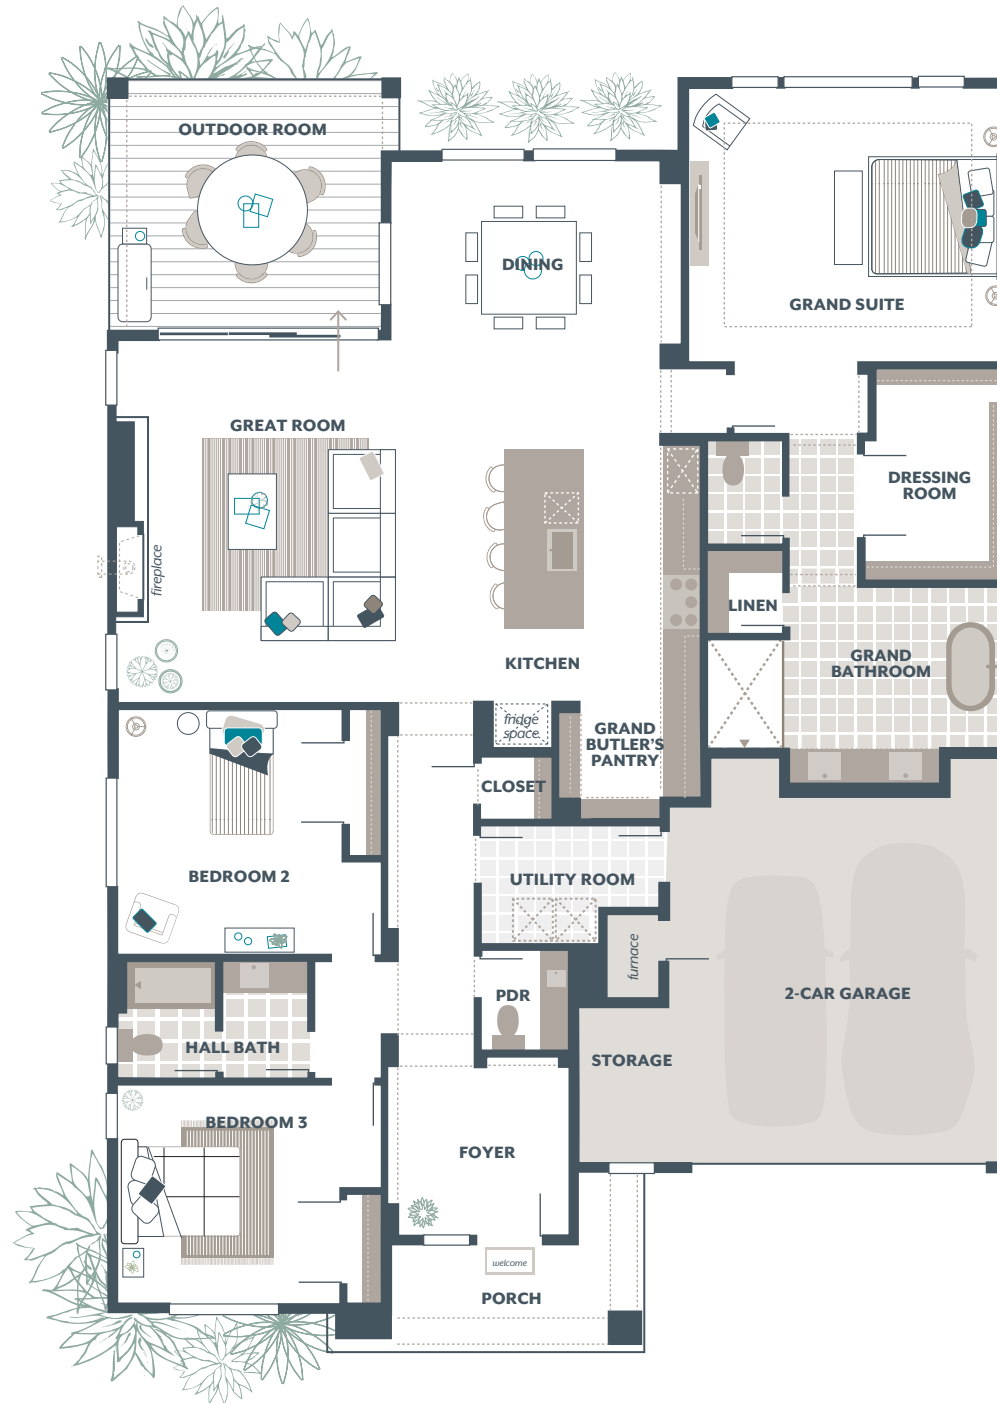 OUTDOOR ROOM
DINING
GRAND SUITE
GREAT ROOM
DRESSING
ROOM
fireplace
LINEN
KITCHEN
GRAND
BATHROOM
fridge
space
GRAND
BUTLER'S
PANTRY
CLOSET
BEDROOM 2
UTILITY ROOM
furnace
PDR
2-CAR GARAGE
HALL BATH
STORAGE
BEDROOM 3
FOYER
welcome
PORCH